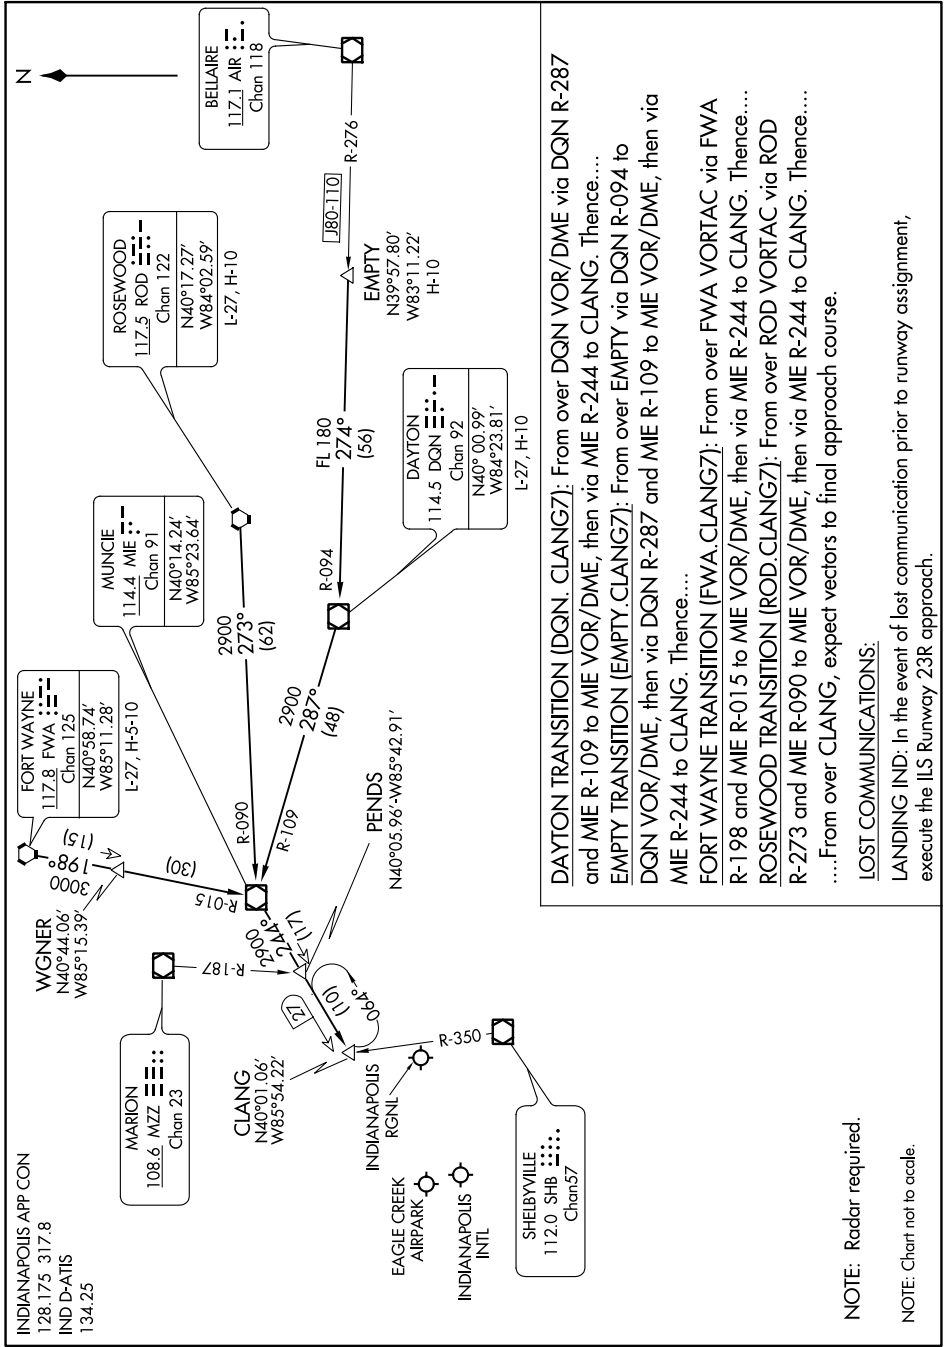 INDIANAPOLIS APP CON
128.175 317.8
IND D-ATIS
134.25
N
MARION
108.6 MZZ
Chan 23
WGNER
N40°44.06'
W85°15.39'
FORT WAYNE
117.8 FWA
Chan 125
N40°58.74'
W85°11.28'
L-27, H-5-10
MUNCIE
114.4 MIE
Chan 91
N40°14.24'
W85°23.64'
ROSEWOOD
117.5 ROD
Chan 122
N40°17.27'
W84°02.59'
L-27, H-10
BELLAIRE
117.1 AIR
Chan 118
(15)
198°
3000
(30)
R-015
R-187
R-090
2900
273°
(62)
R-109
2900
287°
(48)
R-094
FL180
274°
(56)
J80-110
R-276
EMPTY
N39°57.80'
W83°11.22'
H-10
DAYTON
114.5 DQN
Chan 92
N40° 00.99'
W84°23.81'
L-27, H-10
2600
244°
(17)
PENDS
N40°05.96'-W85°42.91'
CLANG
N40°01.06'
W85°54.22'
27
(10)
064°
R-350
INDIANAPOLIS
RGNL
EAGLE CREEK
AIRPARK
INDIANAPOLIS
INTL
SHELBYVILLE
112.0 SHB
Chan57
NOTE: Radar required.
NOTE: Chart not to acale.
DAYTON TRANSITION (DQN. CLANG7): From over DQN VOR/DME via DQN R-287
and MIE R-109 to MIE VOR/DME, then via MIE R-244 to CLANG. Thence....
EMPTY TRANSITION (EMPTY.CLANG7): From over EMPTY via DQN R-094 to
DQN VOR/DME, then via DQN R-287 and MIE R-109 to MIE VOR/DME, then via
MIE R-244 to CLANG. Thence....
FORT WAYNE TRANSITION (FWA.CLANG7): From over FWA VORTAC via FWA
R-198 and MIE R-015 to MIE VOR/DME, then via MIE R-244 to CLANG. Thence....
ROSEWOOD TRANSITION (ROD.CLANG7): From over ROD VORTAC via ROD
R-273 and MIE R-090 to MIE VOR/DME, then via MIE R-244 to CLANG. Thence....
....From over CLANG, expect vectors to final approach course.
LOST COMMUNICATIONS:
LANDING IND: In the event of lost communication prior to runway assignment,
execute the ILS Runway 23R approach.